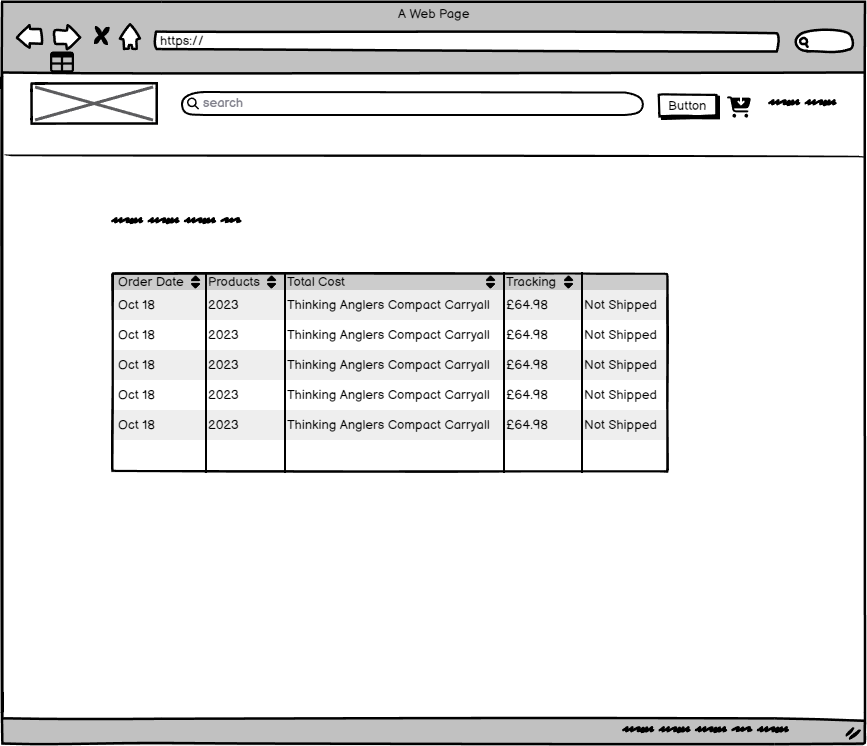 A Web Page
https://
search
Button
Order Date Products Total Cost Tracking
Oct 18 2023 Thinking Anglers Compact Carryall £64.98 Not Shipped
Oct 18 2023 Thinking Anglers Compact Carryall £64.98 Not Shipped
Oct 18 2023 Thinking Anglers Compact Carryall £64.98 Not Shipped
Oct 18 2023 Thinking Anglers Compact Carryall £64.98 Not Shipped
Oct 18 2023 Thinking Anglers Compact Carryall £64.98 Not Shipped